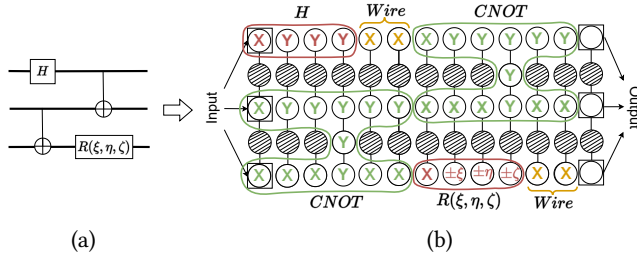 (a)
H
R(ξ, η, ζ)
(b)
H Wire CNOT
X Y Y Y X X X Y Y Y Y Y
Y
Input
X Y Y Y Y Y X X X Y X X
Output
Y
X X X Y X X X ±ξ ±η ±ζ X X
CNOT R(ξ, η, ζ) Wire